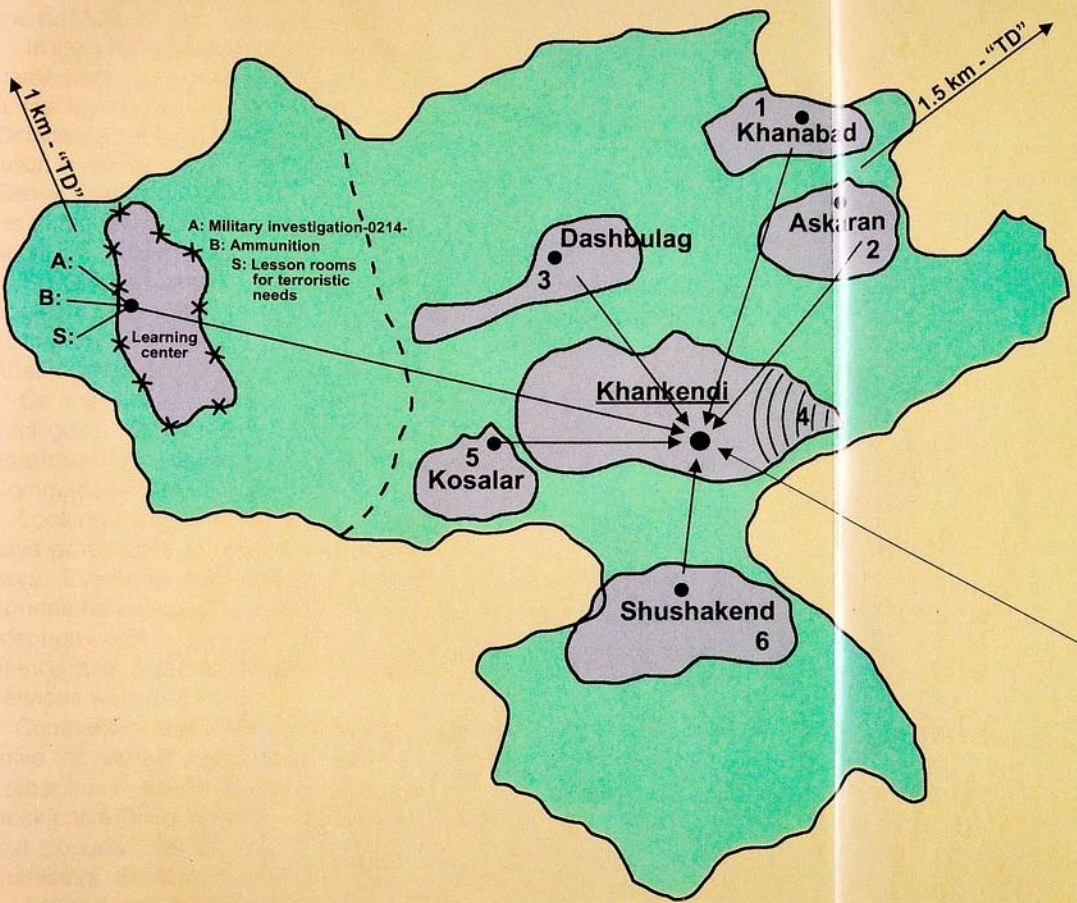 1 km - “TD”
1.5 km - “TD”
1
Khanabad
Askaran
2
A: Military investigation-0214-
B: Ammunition
S: Lesson rooms
for terroristic
needs
Dashbulag
3
A:
B:
S:
Learning
center
Khankendi
4
5
Kosalar
Shushakend
6